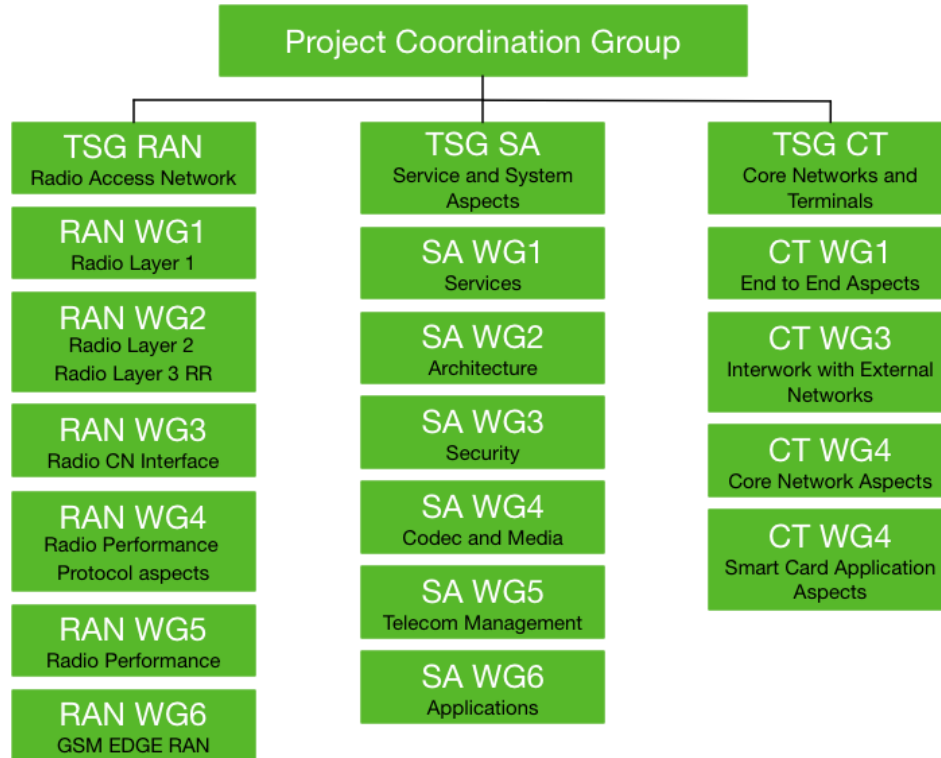 Project Coordination Group
TSG RAN
Radio Access Network
RAN WG1
Radio Layer 1
RAN WG2
Radio Layer 2
Radio Layer 3 RR
RAN WG3
Radio CN Interface
RAN WG4
Radio Performance
Protocol aspects
RAN WG5
Radio Performance
RAN WG6
GSM EDGE RAN
TSG SA
Service and System
Aspects
SA WG1
Services
SA WG2
Architecture
SA WG3
Security
SA WG4
Codec and Media
SA WG5
Telecom Management
SA WG6
Applications
TSG CT
Core Networks and
Terminals
CT WG1
End to End Aspects
CT WG3
Interwork with External
Networks
CT WG4
Core Network Aspects
CT WG4
Smart Card Application
Aspects